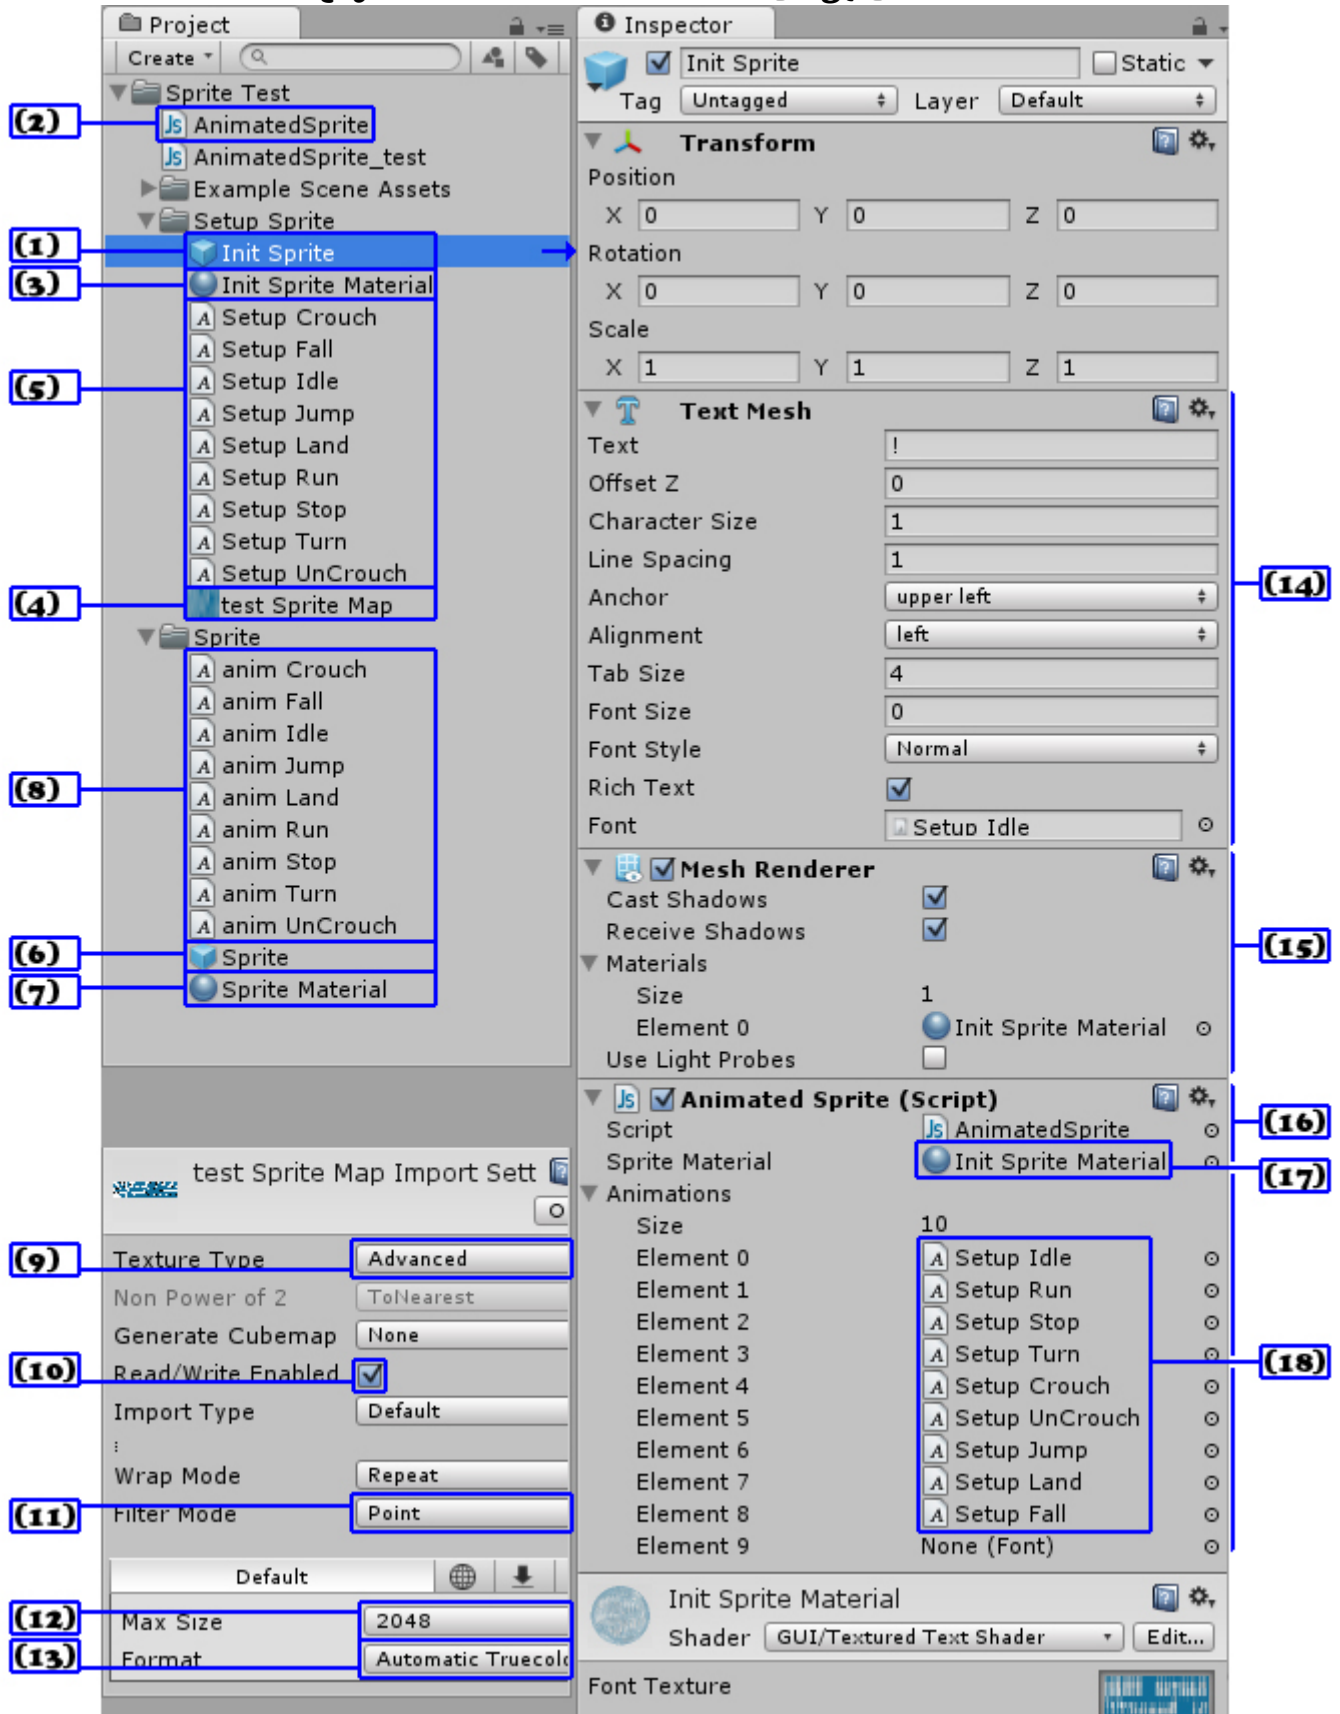 Project
Create
Sprite Test
(2)
AnimatedSprite
AnimatedSprite_test
Example Scene Assets
Setup Sprite
(1)
Init Sprite
(3)
Init Sprite Material
Setup Crouch
Setup Fall
(5)
Setup Idle
Setup Jump
Setup Land
Setup Run
Setup Stop
Setup Turn
Setup UnCrouch
(4)
test Sprite Map
Sprite
anim Crouch
anim Fall
anim Idle
anim Jump
(8)
anim Land
anim Run
anim Stop
anim Turn
anim UnCrouch
(6)
Sprite
(7)
Sprite Material
test Sprite Map Import Sett
O
(9)
Texture Type Advanced
Non Power of 2 ToNearest
Generate Cubemap None
(10)
Read/Write Enabled
Import Type Default
Wrap Mode Repeat
(11)
Filter Mode Point
Default
(12)
Max Size 2048
(13)
Format Automatic Truecolo
Inspector
Init Sprite Static
Tag Untagged Layer Default
Transform
Position
X 0 Y 0 Z 0
Rotation
X 0 Y 0 Z 0
Scale
X 1 Y 1 Z 1
Text Mesh
Text !
Offset Z 0
Character Size 1
Line Spacing 1
(14)
Anchor upper left
Alignment left
Tab Size 4
Font Size 0
Font Style Normal
Rich Text
Font Setup Idle
Mesh Renderer
Cast Shadows
Receive Shadows
(15)
Materials
Size 1
Element 0 Init Sprite Material
Use Light Probes
Js Animated Sprite (Script)
(16)
Script Js AnimatedSprite
Sprite Material Init Sprite Material
(17)
Animations
Size 10
Element 0 Setup Idle
Element 1 Setup Run
Element 2 Setup Stop
Element 3 Setup Turn
(18)
Element 4 Setup Crouch
Element 5 Setup UnCrouch
Element 6 Setup Jump
Element 7 Setup Land
Element 8 Setup Fall
Element 9 None (Font)
Init Sprite Material
Shader GUI/Textured Text Shader Edit...
Font Texture